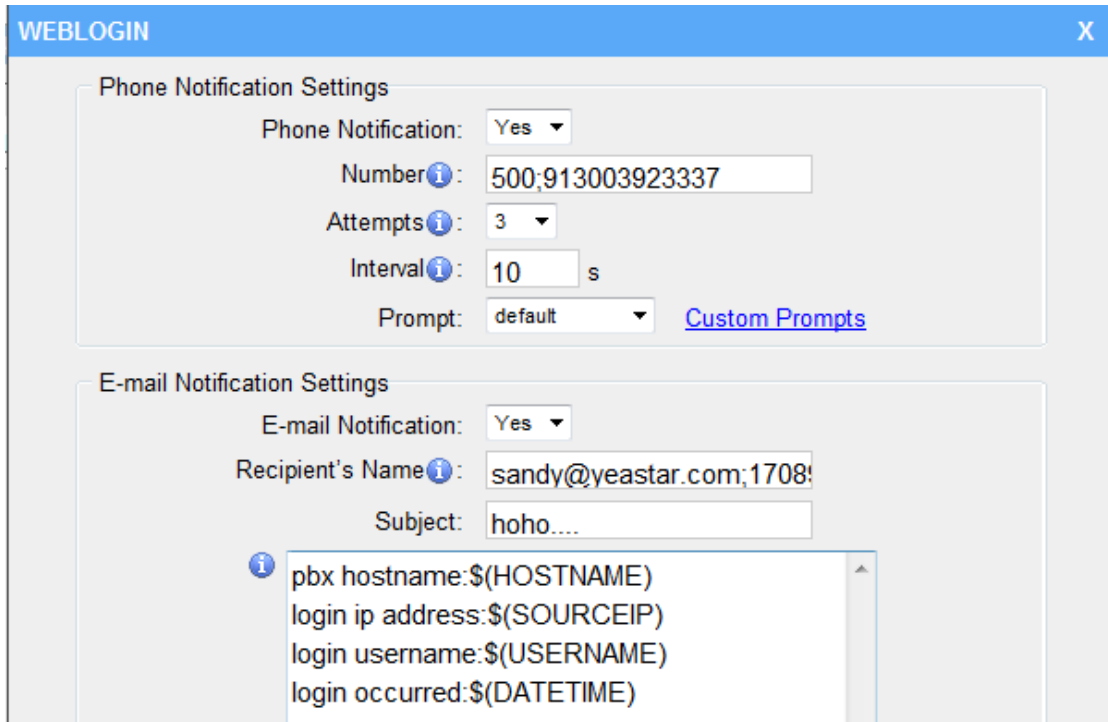 WEBLOGIN X
Phone Notification Settings
Phone Notification: Yes
Number : 500;913003923337
Attempts : 3
Interval : 10 s
Prompt: default Custom Prompts
E-mail Notification Settings
E-mail Notification: Yes
Recipient's Name : sandy@yeastar.com;1708
Subject: hoho....
pbx hostname:$(HOSTNAME)
login ip address:$(SOURCEIP)
login username:$(USERNAME)
login occurred:$(DATETIME)